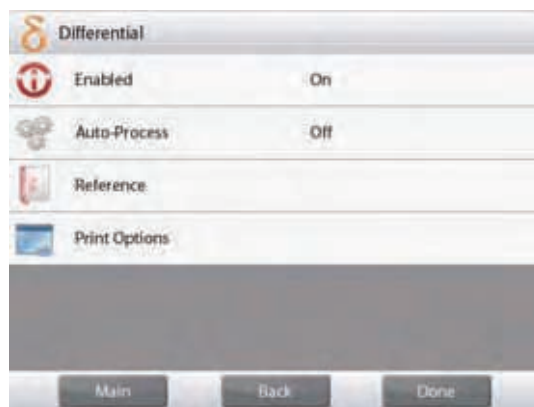 Differential
Enabled On
Auto-Process Off
Reference
Print Options
Main Back Done